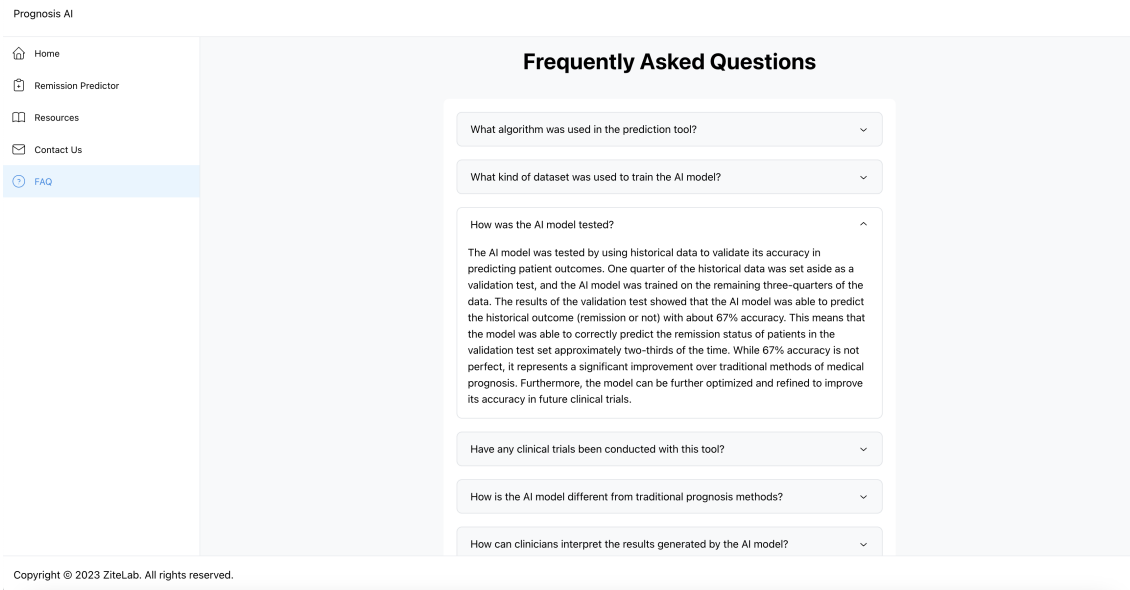 Prognosis AI
Home
Remission Predictor
Resources
Contact Us
FAQ
Frequently Asked Questions
What algorithm was used in the prediction tool?
What kind of dataset was used to train the AI model?
How was the AI model tested?
The AI model was tested by using historical data to validate its accuracy in
predicting patient outcomes. One quarter of the historical data was set aside as a
validation test, and the AI model was trained on the remaining three-quarters of the
data. The results of the validation test showed that the AI model was able to predict
the historical outcome (remission or not) with about 67% accuracy. This means that
the model was able to correctly predict the remission status of patients in the
validation test set approximately two-thirds of the time. While 67% accuracy is not
perfect, it represents a significant improvement over traditional methods of medical
prognosis. Furthermore, the model can be further optimized and refined to improve
its accuracy in future clinical trials.
Have any clinical trials been conducted with this tool?
How is the AI model different from traditional prognosis methods?
How can clinicians interpret the results generated by the AI model?
Copyright © 2023 ZiteLab. All rights reserved.